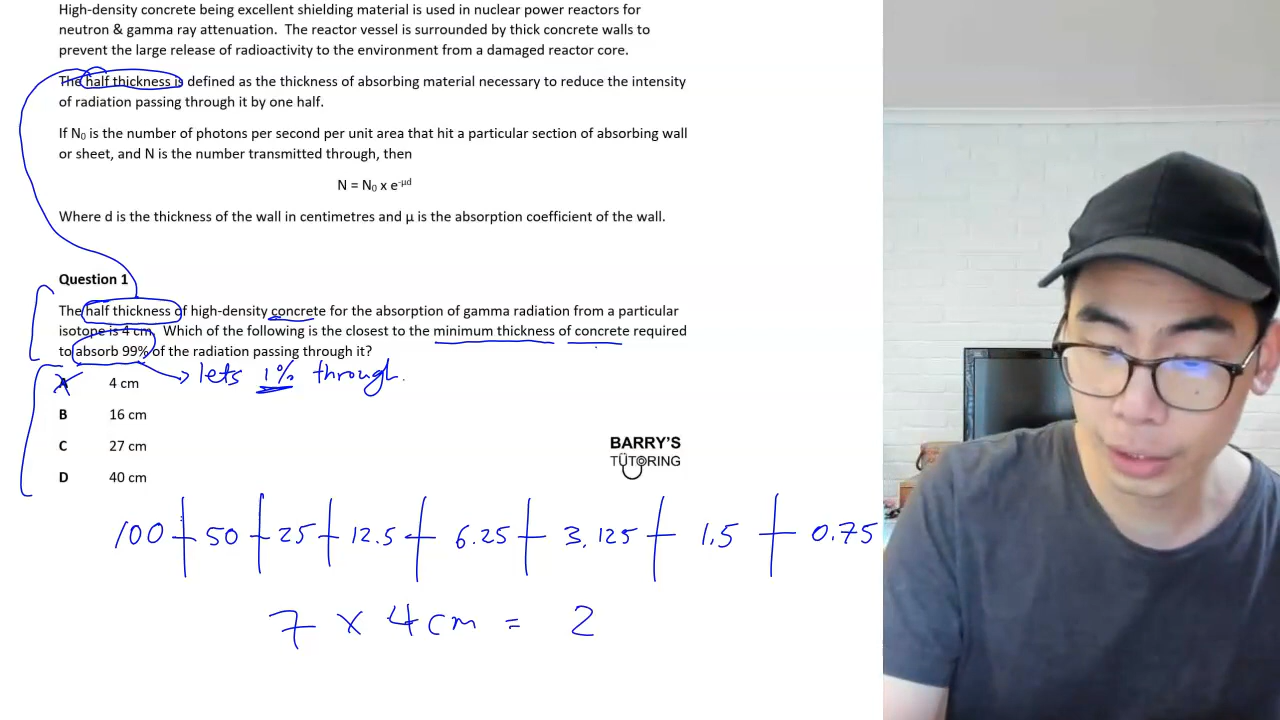 High-density concrete being excellent shielding material is used in nuclear power reactors for
neutron & gamma ray attenuation. The reactor vessel is surrounded by thick concrete walls to
prevent the large release of radioactivity to the environment from a damaged reactor core.
The half thickness is defined as the thickness of absorbing material necessary to reduce the intensity
of radiation passing through it by one half.
If N₀ is the number of photons per second per unit area that hit a particular section of absorbing wall
or sheet, and N is the number transmitted through, then
N = N₀ x e⁻μᵈ
Where d is the thickness of the wall in centimetres and μ is the absorption coefficient of the wall.
Question 1
The half thickness of high-density concrete for the absorption of gamma radiation from a particular
isotope is 4 cm. Which of the following is the closest to the minimum thickness of concrete required
to absorb 99% of the radiation passing through it?
lets 1% through.
A 4 cm
B 16 cm
C 27 cm
D 40 cm
BARRY'S
TÜTORING
100 50 25 12.5 6.25 3.125 1.5 0.75
7 x 4cm = 2